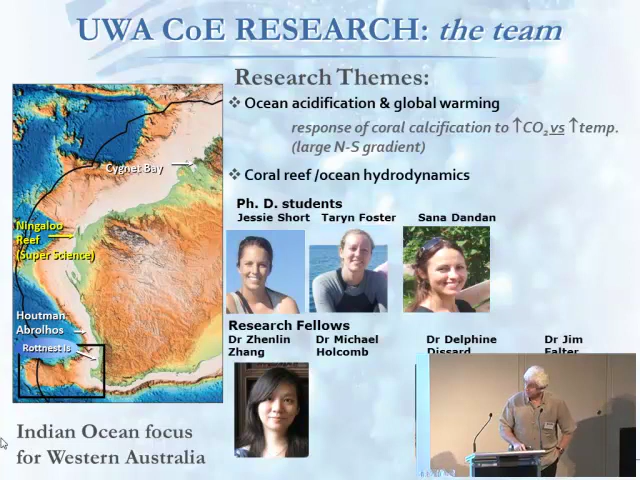 UWA CoE RESEARCH: the team
Research Themes:
❖ Ocean acidification & global warming
response of coral calcification to ↑CO₂ vs ↑temp.
(large N-S gradient)
❖ Coral reef /ocean hydrodynamics
Cygnet Bay
Ningaloo
Reef
(Super Science)
Houtman
Abrolhos
Rottnest Is
Ph. D. students
Jessie Short Taryn Foster Sana Dandan
Research Fellows
Dr Zhenlin Dr Michael Dr Delphine Dr Jim
Zhang Holcomb Dissard Falter
Indian Ocean focus
for Western Australia